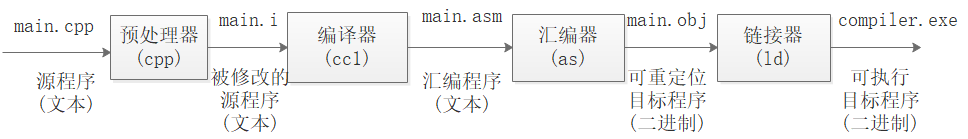 main.cpp
预处理器
(cpp)
main.i
编译器
(ccl)
main.asm
汇编器
(as)
main.obj
链接器
(ld)
compiler.exe
源程序
(文本)
被修改的
源程序
(文本)
汇编程序
(文本)
可重定位
目标程序
(二进制)
可执行
目标程序
(二进制)